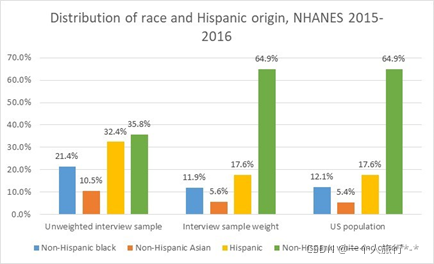 Distribution of race and Hispanic origin, NHANES 2015-
2016
70.0%
60.0%
50.0%
40.0%
30.0%
20.0%
10.0%
0.0%
21.4%
10.5%
32.4%
35.8%
11.9%
5.6%
17.6%
64.9%
12.1%
5.4%
17.6%
64.9%
Unweighted interview sample
Interview sample weight
US population
Non-Hispanic black
Non-Hispanic Asian
Hispanic
Non-Hispanic white and other
CSDN